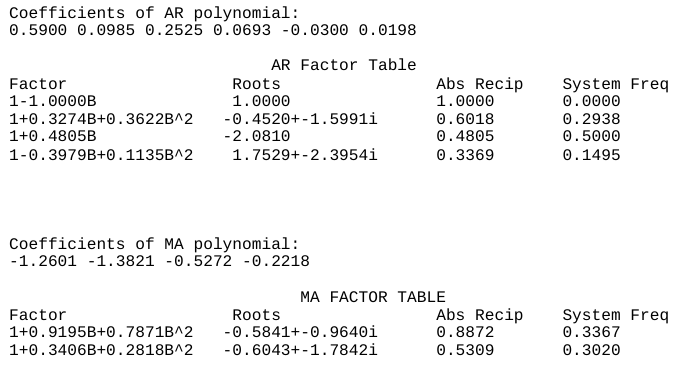 Coefficients of AR polynomial:
0.5900 0.0985 0.2525 0.0693 -0.0300 0.0198
AR Factor Table
Factor Roots Abs Recip System Freq
1-1.0000B 1.0000 1.0000 0.0000
1+0.3274B+0.3622B^2 -0.4520+-1.5991i 0.6018 0.2938
1+0.4805B -2.0810 0.4805 0.5000
1-0.3979B+0.1135B^2 1.7529+-2.3954i 0.3369 0.1495
Coefficients of MA polynomial:
-1.2601 -1.3821 -0.5272 -0.2218
MA FACTOR TABLE
Factor Roots Abs Recip System Freq
1+0.9195B+0.7871B^2 -0.5841+-0.9640i 0.8872 0.3367
1+0.3406B+0.2818B^2 -0.6043+-1.7842i 0.5309 0.3020